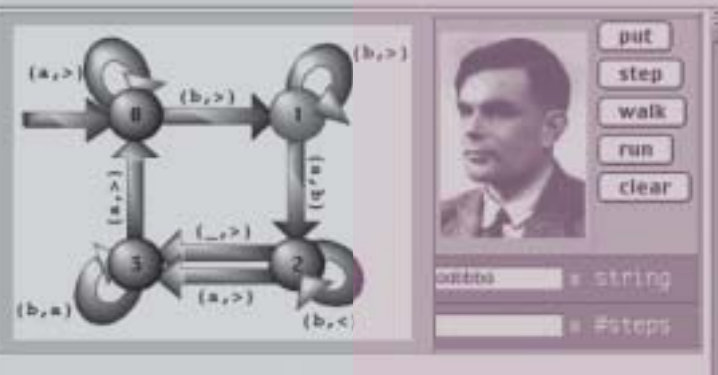 put
step
(b,>)
(a,>)
walk
(b,>)
0
1
run
(a,>)
(a,b)
clear
(_,>)
3
2
= string
(a,>)
(b,a)
(b,<)
= #steps